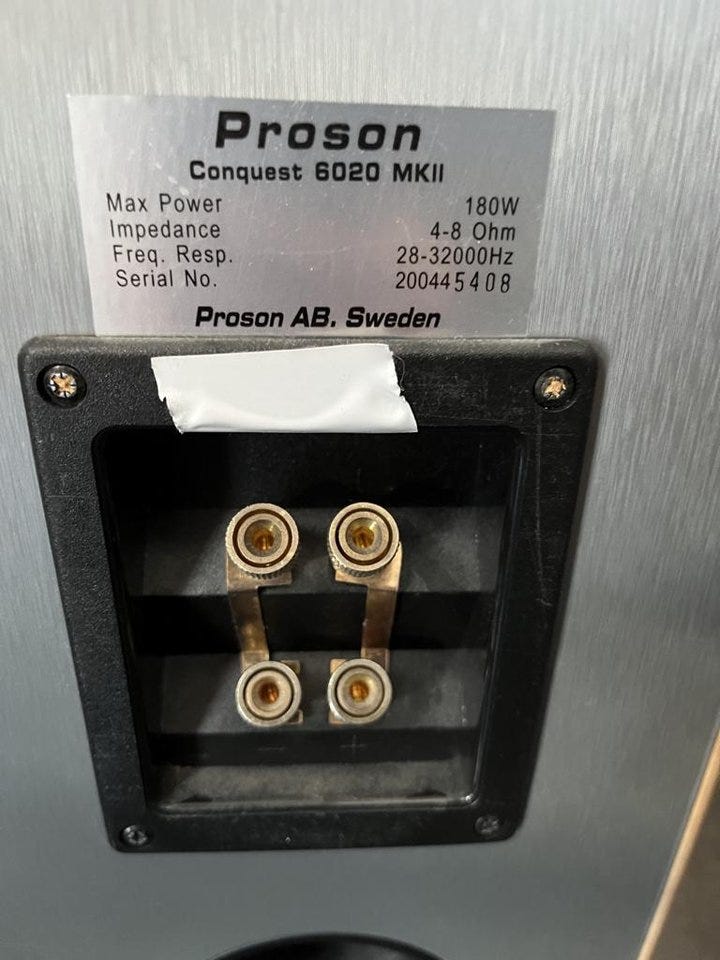 Proson
Conquest 6020 MKII
Max Power 180W
Impedance 4-8 Ohm
Freq. Resp. 28-32000Hz
Serial No. 200445408
Proson AB. Sweden
- +